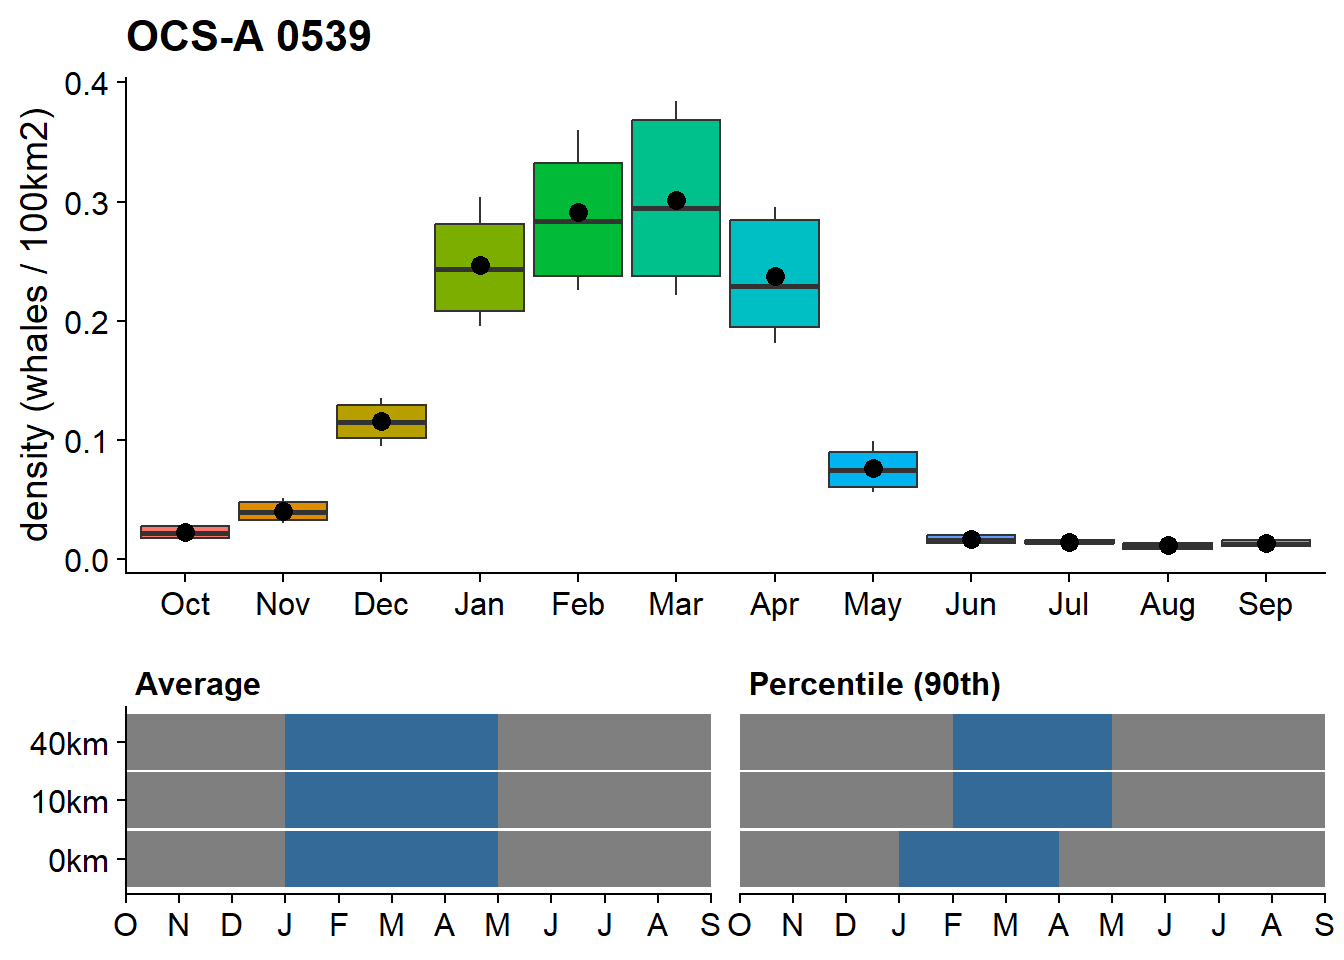 OCS-A 0539
density (whales / 100km2)
0.4
0.3
0.2
0.1
0.0
Oct Nov Dec Jan Feb Mar Apr May Jun Jul Aug Sep
Average
Percentile (90th)
40km
10km
0km
O N D J F M A M J J A S
O N D J F M A M J J A S